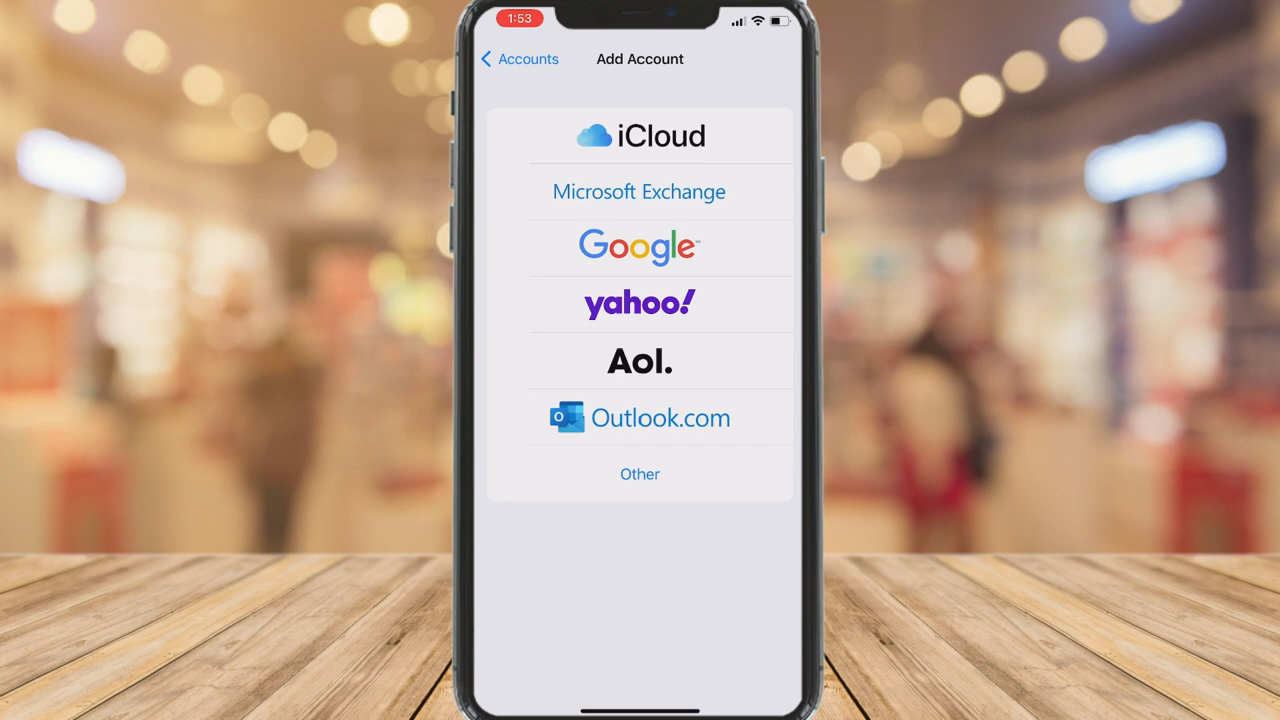 1:53
Accounts
Add Account
iCloud
Microsoft Exchange
Google
yahoo!
Aol.
Outlook.com
Other